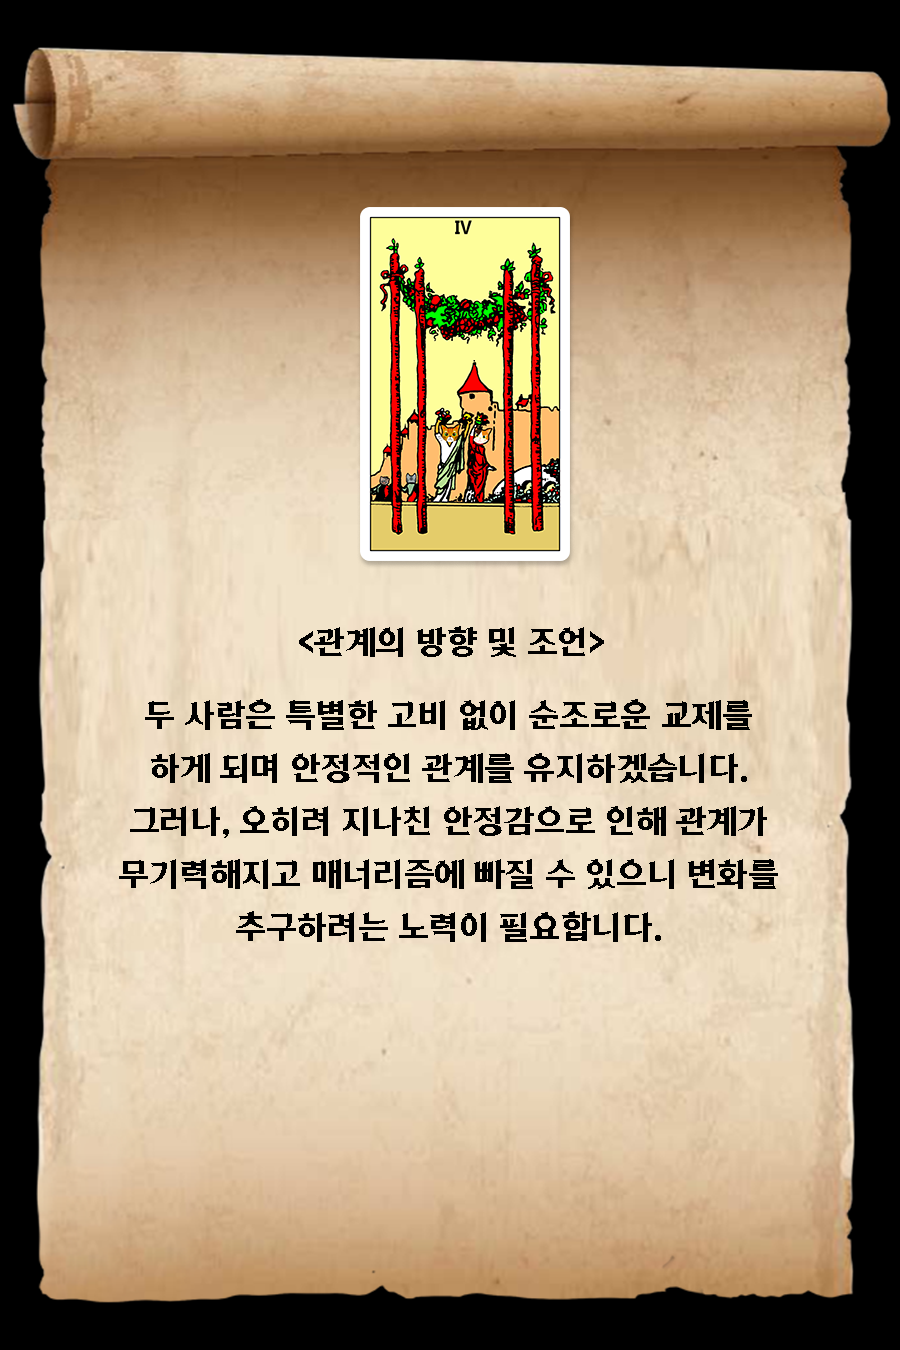 IV
<관계의 방향 및 조언>
두 사람은 특별한 고비 없이 순조로운 교제를
하게 되며 안정적인 관계를 유지하겠습니다.
그러나, 오히려 지나친 안정감으로 인해 관계가
무기력해지고 매너리즘에 빠질 수 있으니 변화를
추구하려는 노력이 필요합니다.